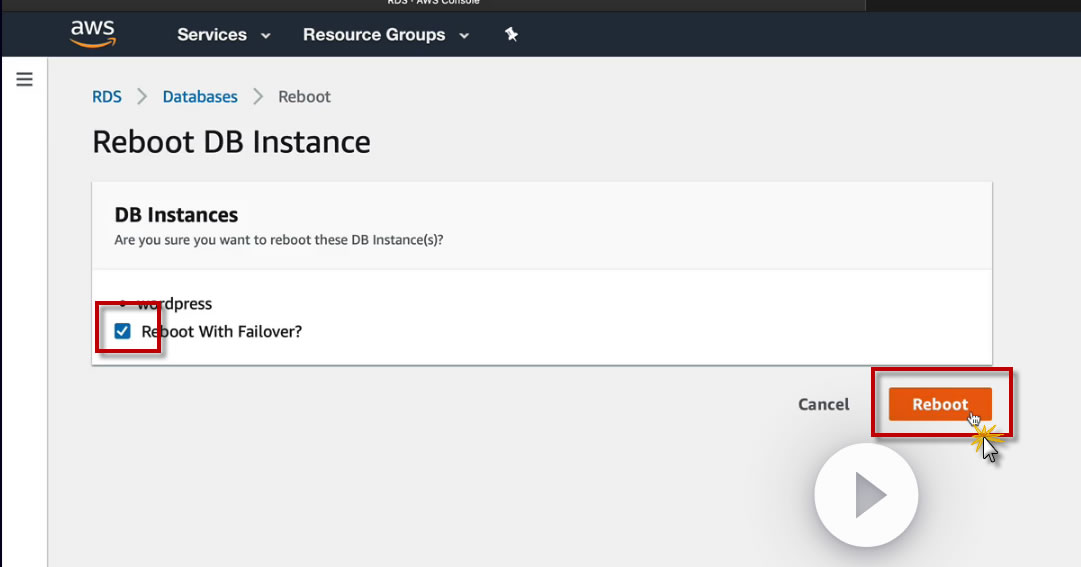 RDS · AWS Console
aws Services Resource Groups
RDS Databases Reboot
Reboot DB Instance
DB Instances
Are you sure you want to reboot these DB Instance(s)?
wordpress
Reboot With Failover?
Cancel Reboot